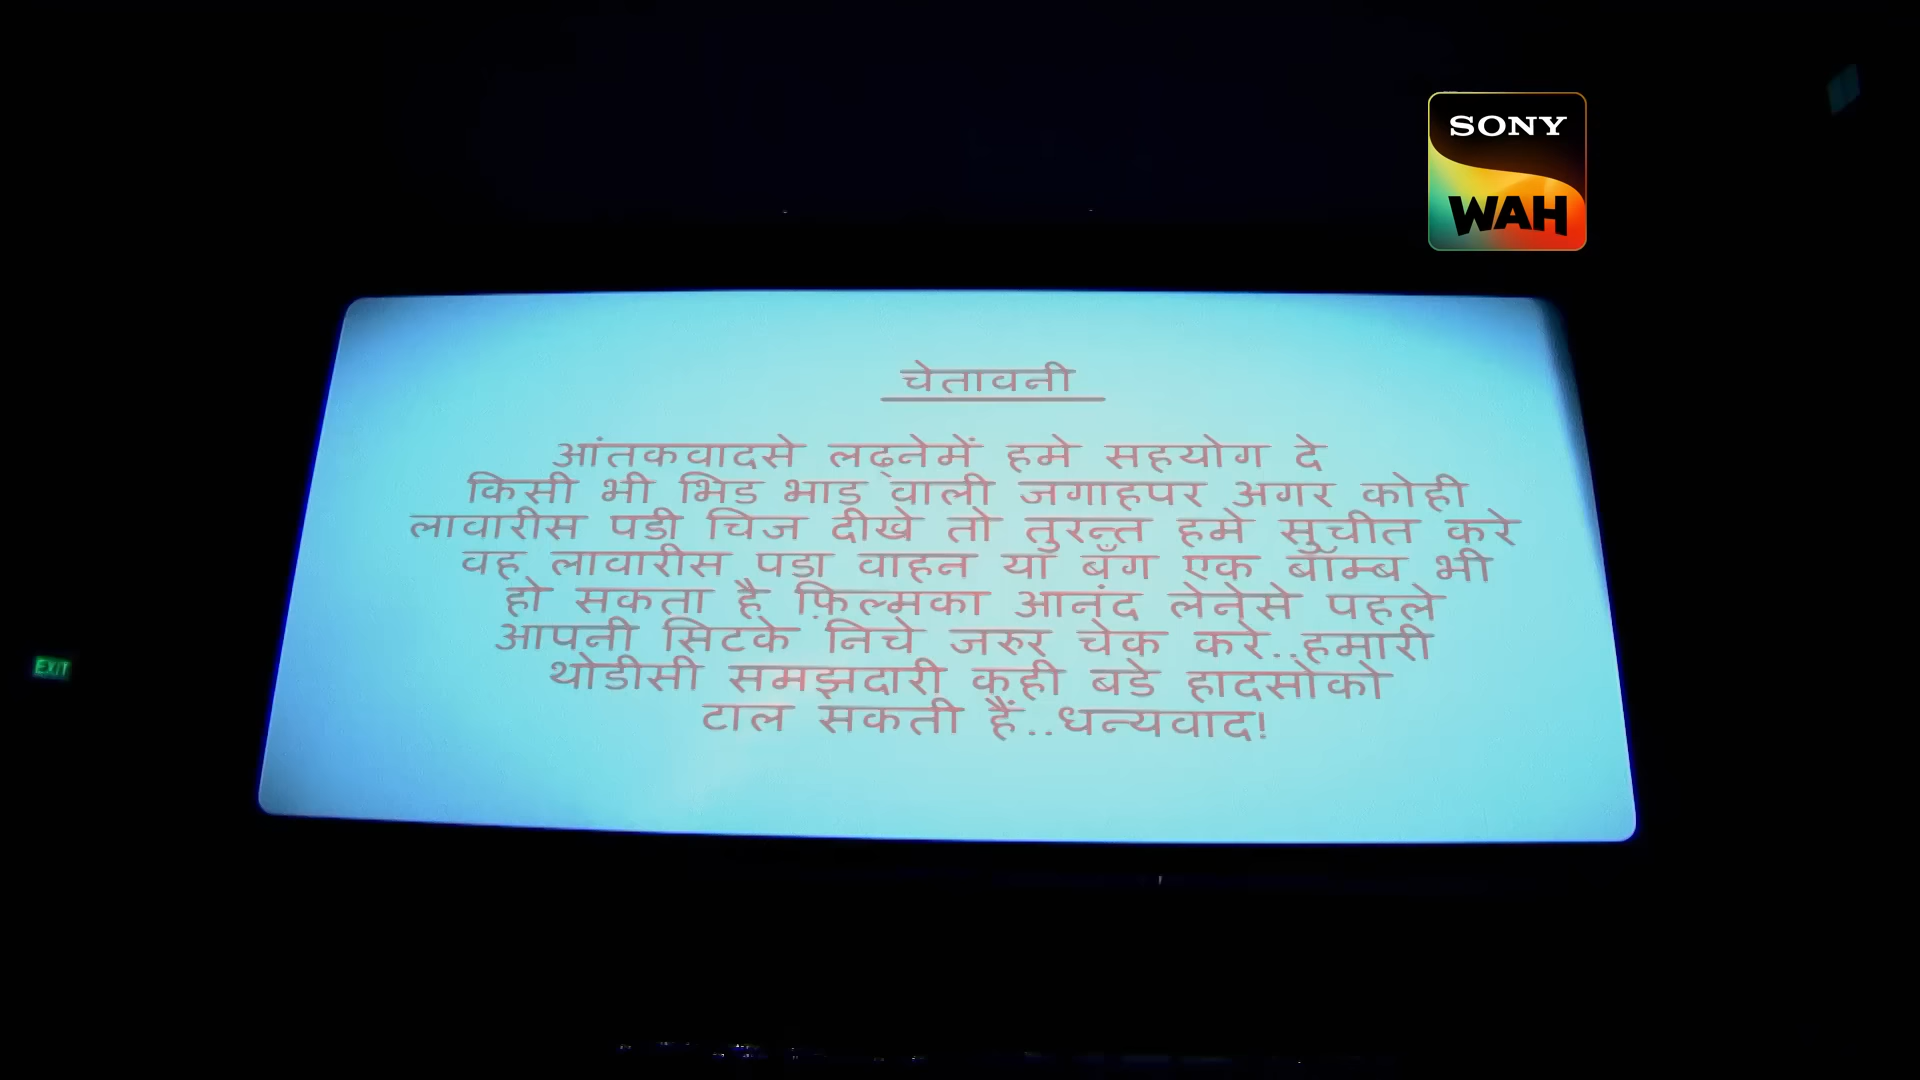 SONY
WAH
चेतावनी
आंतकवादसे लढ्नेमें हमे सहयोग दे
किसी भी भिड भाड वाली जगाहपर अगर कोही
लावारीस पडी चिज दीखे तो तुरन्त हमे सुचीत करे
वह लावारीस पडा वाहन या बॅंग एक बॉम्ब भी
हो सकता है फ़िल्मका आनंद लेनेसे पहले
आपनी सिटके निचे जरुर चेक करे..हमारी
थोडीसी समझदारी कही बडे हादसोको
टाल सकती हैं..धन्यवाद!
EXIT